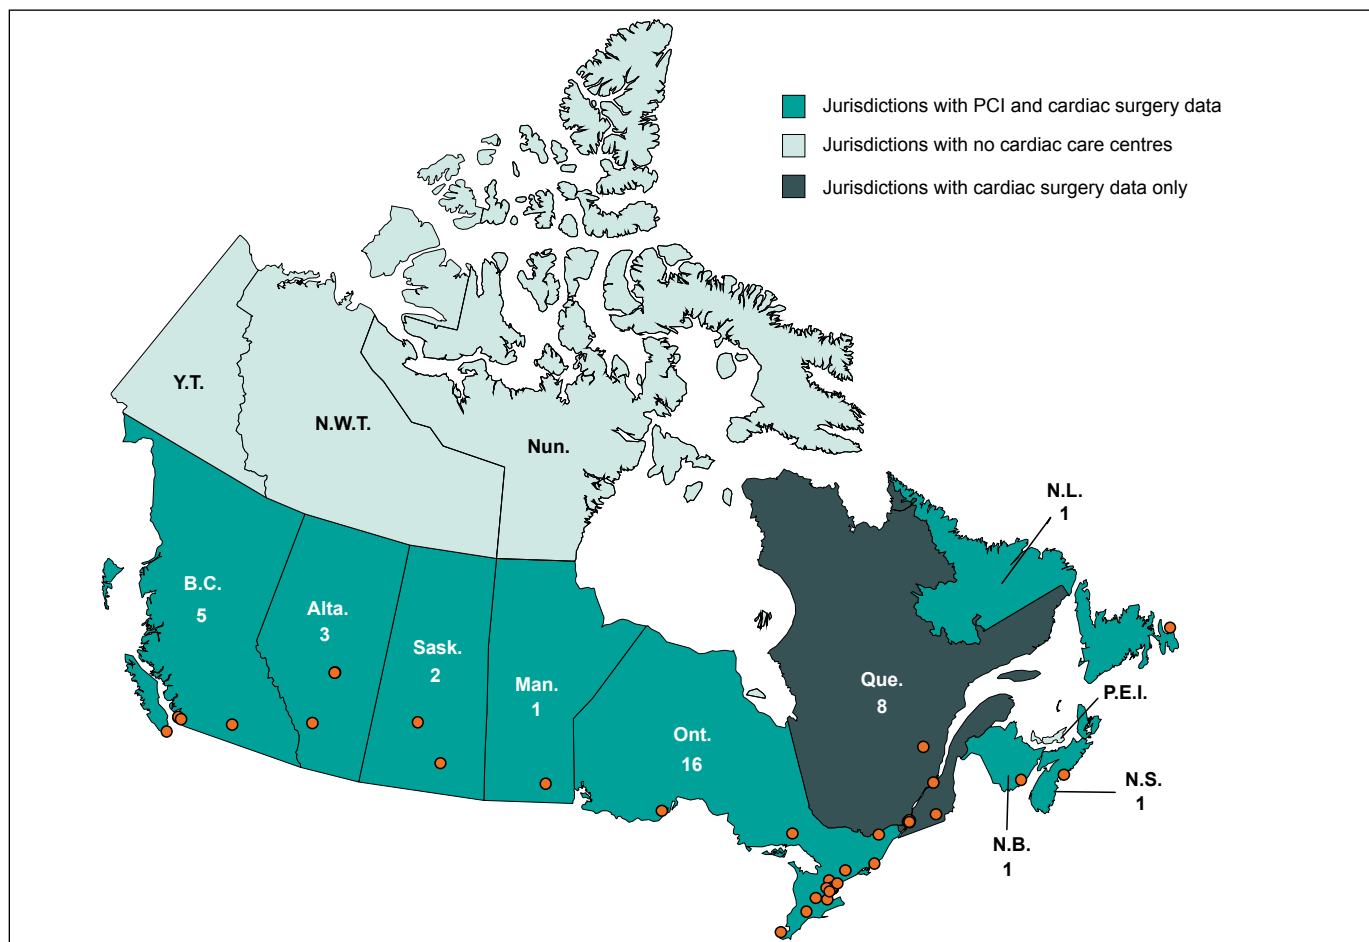 Jurisdictions with PCI and cardiac surgery data
Jurisdictions with no cardiac care centres
Jurisdictions with cardiac surgery data only
Y.T.
N.W.T.
Nun.
N.L.
1
B.C.
5
Alta.
3
Sask.
2
Man.
1
Ont.
16
Que.
8
P.E.I.
N.S.
1
N.B.
1